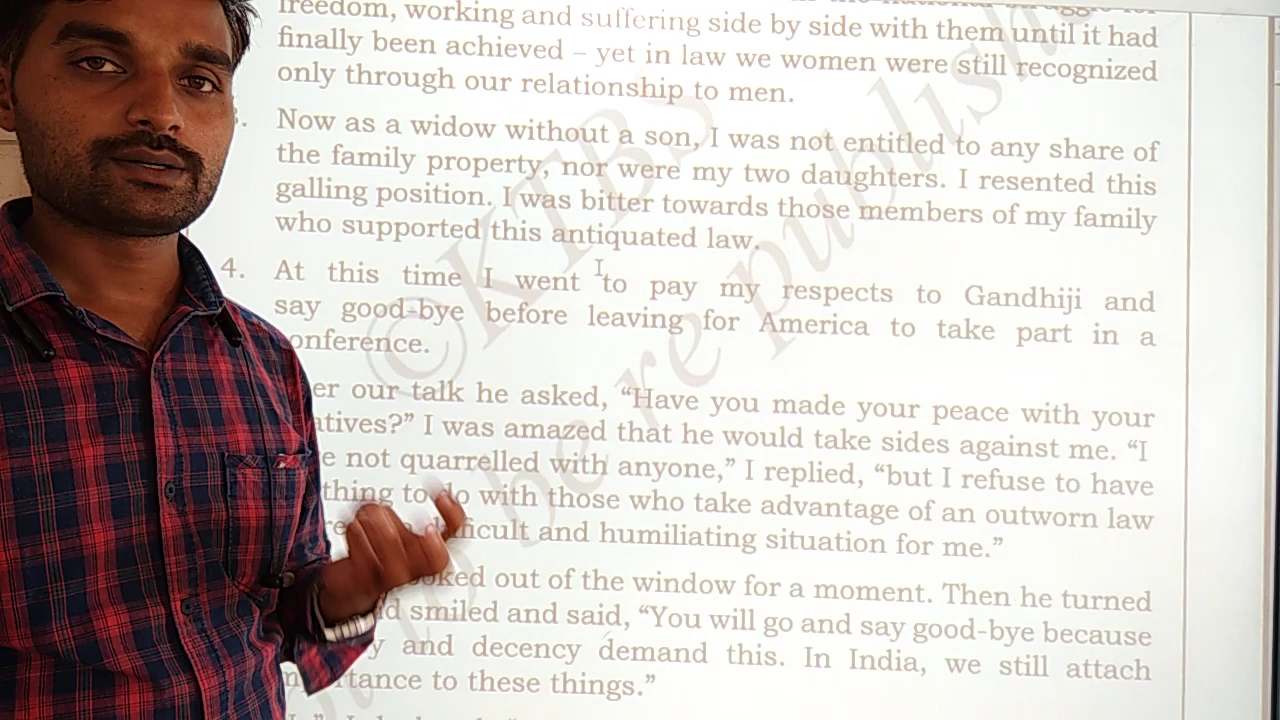 freedom, working and suffering side by side with them until it had
finally been achieved – yet in law we women were still recognized
only through our relationship to men.
Now as a widow without a son, I was not entitled to any share of
the family property, nor were my two daughters. I resented this
galling position. I was bitter towards those members of my family
who supported this antiquated law.
4. At this time I went to pay my respects to Gandhiji and
say good-bye before leaving for America to take part in a
onference.
er our talk he asked, “Have you made your peace with your
atives?” I was amazed that he would take sides against me. “I
e not quarrelled with anyone,” I replied, “but I refuse to have
thing to do with those who take advantage of an outworn law
difficult and humiliating situation for me.”
ooked out of the window for a moment. Then he turned
d smiled and said, “You will go and say good-bye because
y and decency demand this. In India, we still attach
tance to these things.”
©KTBS
be re publish